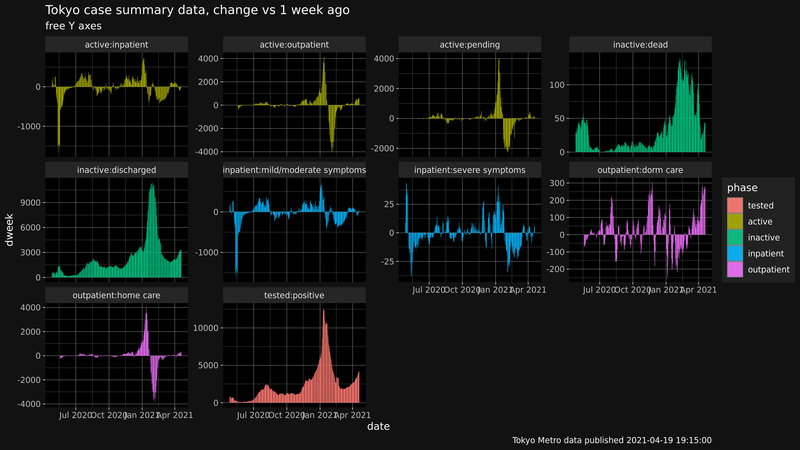 Tokyo case summary data, change vs 1 week ago
free Y axes
active:inpatient
active:outpatient
active:pending
inactive:dead
0
-1000
4000
2000
0
-2000
-4000
4000
2000
0
-2000
100
50
0
inactive:discharged
inpatient:mild/moderate symptoms
inpatient:severe symptoms
outpatient:dorm care
9000
6000
3000
0
0
-1000
25
0
-25
300
200
100
0
-100
-200
Jul 2020 Oct 2020 Jan 2021 Apr 2021
Jul 2020 Oct 2020 Jan 2021 Apr 2021
outpatient:home care
tested:positive
4000
2000
0
-2000
-4000
10000
5000
0
Jul 2020 Oct 2020 Jan 2021 Apr 2021
Jul 2020 Oct 2020 Jan 2021 Apr 2021
dweek
date
phase
tested
active
inactive
inpatient
outpatient
Tokyo Metro data published 2021-04-19 19:15:00